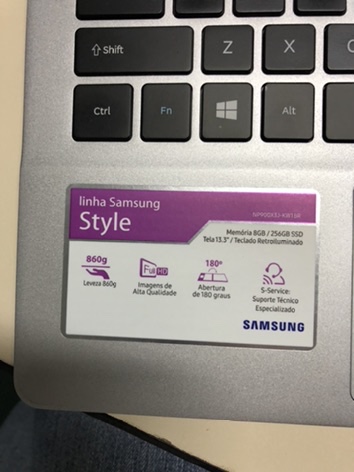 Shift
Z
X
Ctrl
Fn
Alt
linha Samsung
Style
Memória 8GB / 256GB SSD
Tela 13.3" / Teclado Retroiluminado
860g
Leveza 860g
Full HD
Imagens de
Alta Qualidade
180º
Abertura
de 180 graus
S-Service:
Suporte Técnico
Especializado
SAMSUNG